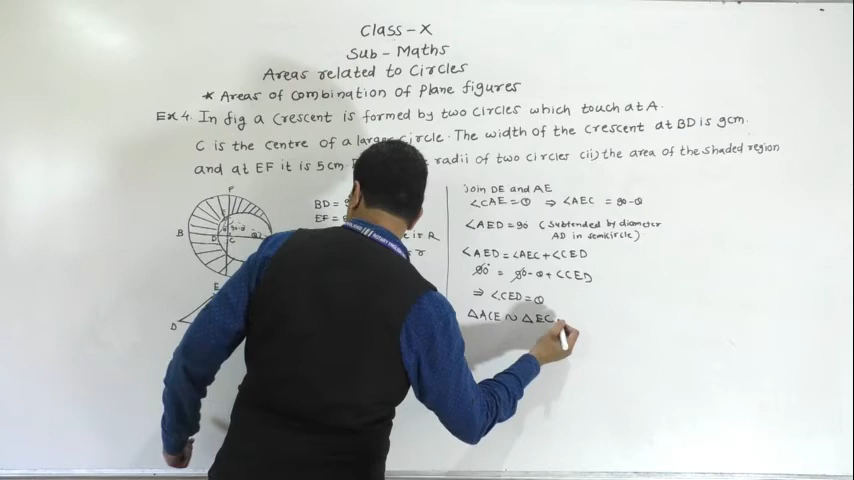 Class-X
Sub-Maths
Areas related to Circles
* Areas of combination of plane figures
Ex 4. In fig a crescent is formed by two circles which touch at A.
C is the centre of a larger circle. The width of the crescent at BD is 9cm.
and at EF it is 5cm radii of two circles (ii) the area of the shaded region
F
B
D
C
BD = 9
EF =
R
= r
D
Join DE and AE
∠CAE = θ ⇒ ∠AEC = 90-θ
∠AED = 90° (Subtended by diameter
AD in semicircle)
∠AED = ∠AEC + ∠CED
90° = 90-θ + ∠CED
⇒ ∠CED = θ
△ACE ~ △EC